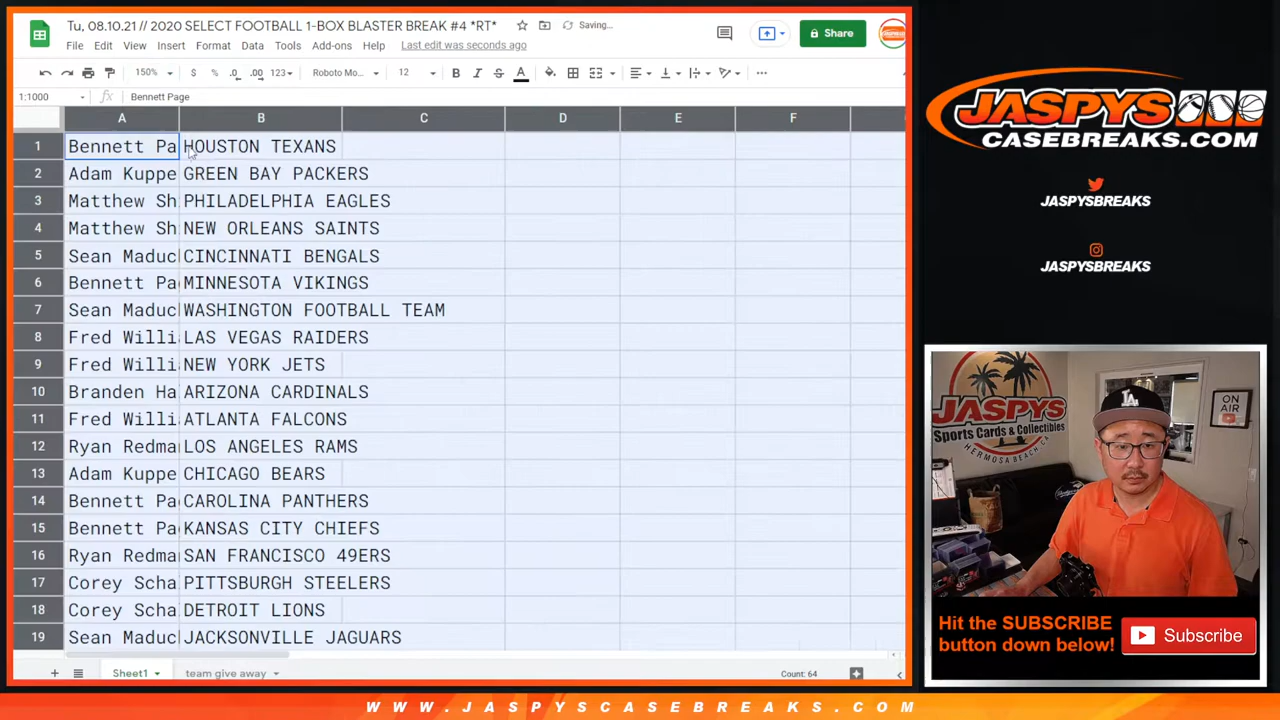 Tu, 08.10.21 // 2020 SELECT FOOTBALL 1-BOX BLASTER BREAK #4 *RT*
Saving...
Share
File Edit View Insert Format Data Tools Add-ons Help Last edit was seconds ago
150% $ % .0 .00 123 Roboto Mo... 12 B I S A
1:1000 fx Bennett Page
A B C D E F
1 Bennett Pa HOUSTON TEXANS
2 Adam Kuppe GREEN BAY PACKERS
3 Matthew Sh PHILADELPHIA EAGLES
4 Matthew Sh NEW ORLEANS SAINTS
5 Sean Maduc CINCINNATI BENGALS
6 Bennett Pa MINNESOTA VIKINGS
7 Sean Maduc WASHINGTON FOOTBALL TEAM
8 Fred Willi LAS VEGAS RAIDERS
9 Fred Willi NEW YORK JETS
10 Branden Ha ARIZONA CARDINALS
11 Fred Willi ATLANTA FALCONS
12 Ryan Redma LOS ANGELES RAMS
13 Adam Kuppe CHICAGO BEARS
14 Bennett Pa CAROLINA PANTHERS
15 Bennett Pa KANSAS CITY CHIEFS
16 Ryan Redma SAN FRANCISCO 49ERS
17 Corey Scha PITTSBURGH STEELERS
18 Corey Scha DETROIT LIONS
19 Sean Maduc JACKSONVILLE JAGUARS
Sheet1 team give away Count: 64
JASPYS
CASEBREAKS.COM
JASPYSBREAKS
JASPYSBREAKS
JASPYS
Sports Cards & Collectibles
HERMOSA BEACH, CA
ON
AIR
LA
Hit the SUBSCRIBE
button down below!
Subscribe
WWW.JASPYSCASEBREAKS.COM